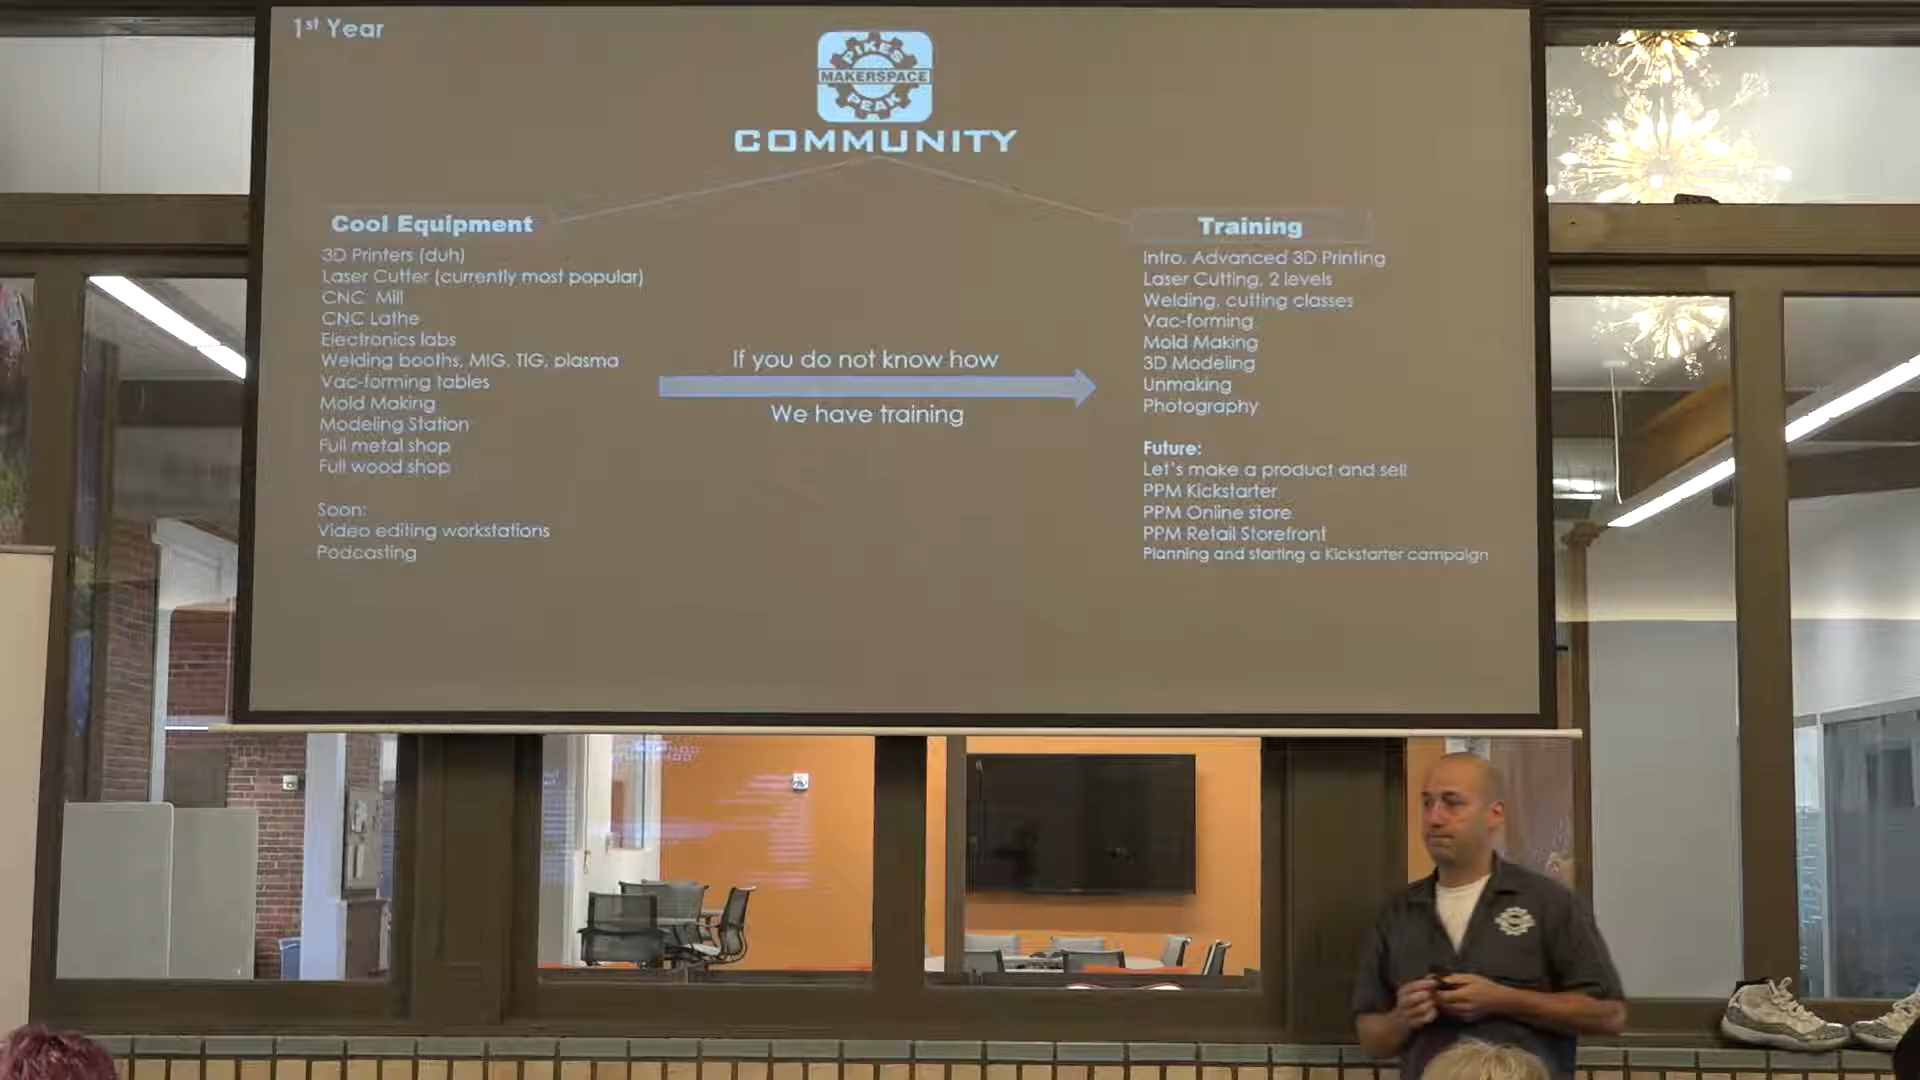 1st Year
PIKES
MAKERSPACE
PEAK
COMMUNITY
Cool Equipment
3D Printers (duh)
Laser Cutter (currently most popular)
CNC Mill
CNC Lathe
Electronics labs
Welding booths, MIG, TIG, plasma
Vac-forming tables
Mold Making
Modeling Station
Full metal shop
Full wood shop
Soon:
Video editing workstations
Podcasting
If you do not know how
We have training
Training
Intro, Advanced 3D Printing
Laser Cutting, 2 levels
Welding, cutting classes
Vac-forming
Mold Making
3D Modeling
Unmaking
Photography
Future:
Let's make a product and sell
PPM Kickstarter
PPM Online store
PPM Retail Storefront
Planning and starting a Kickstarter campaign